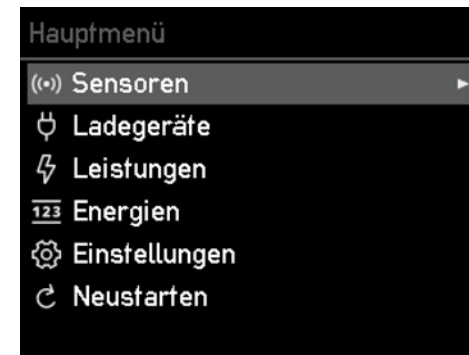 Hauptmenü
Sensoren
Ladegeräte
Leistungen
123 Energien
Einstellungen
Neustarten